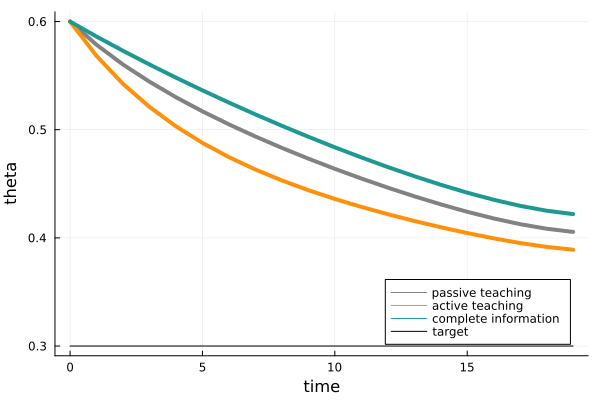 theta
0.6
0.5
0.4
0.3
passive teaching
active teaching
complete information
target
0
5
10
15
time